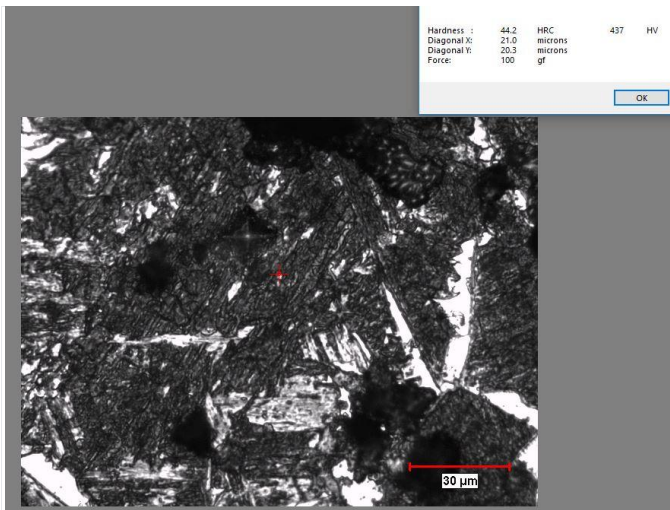 Hardness : 44.2 HRC 437 HV
Diagonal X: 21.0 microns
Diagonal Y: 20.3 microns
Force: 100 gf
OK
30 µm